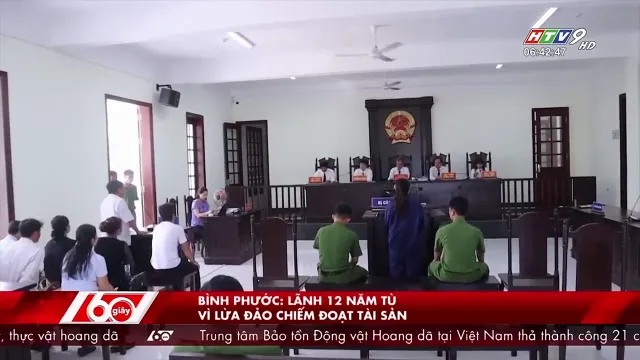 HTV9 HD
06:42:47
BỊ CÁO
60 giây
BÌNH PHƯỚC: LÃNH 12 NĂM TÙ
VÌ LỪA ĐẢO CHIẾM ĐOẠT TÀI SẢN
, thực vật hoang dã
Trung tâm Bảo tồn Động vật Hoang dã tại Việt Nam thả thành công 21 c